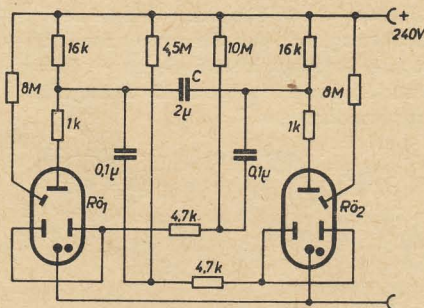 +
240V
16k
4,5M
10M
16k
8M
C
8M
2µ
1k
1k
0,1µ
0,1µ
Rö1
Rö2
4,7k
4,7k